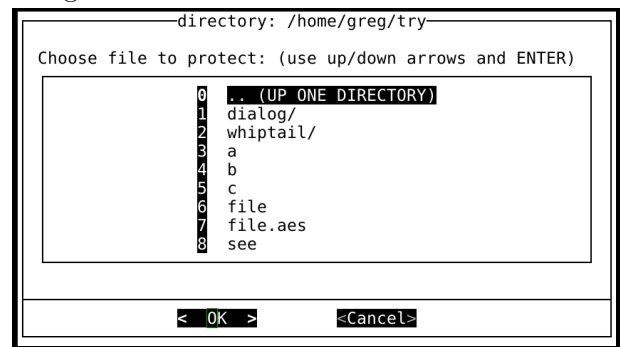 directory: /home/greg/try
Choose file to protect: (use up/down arrows and ENTER)
0 .. (UP ONE DIRECTORY)
1 dialog/
2 whiptail/
3 a
4 b
5 c
6 file
7 file.aes
8 see
< OK > <Cancel>